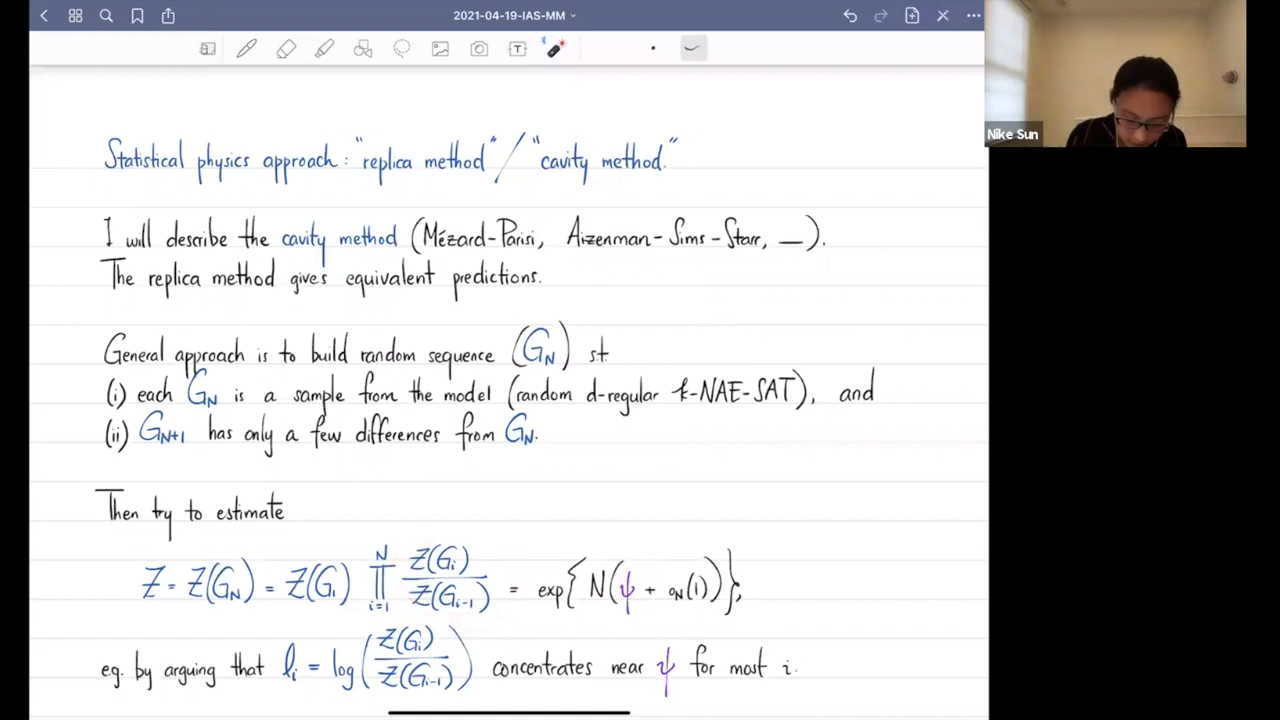 2021-04-19-IAS-MM
Nike Sun
Statistical physics approach: "replica method" / "cavity method."
I will describe the cavity method (Mézard-Parisi, Aizenman-Sims-Starr, —).
The replica method gives equivalent predictions.
General approach is to build random sequence (G_N) st
(i) each G_N is a sample from the model (random d-regular k-NAE-SAT), and
(ii) G_{N+1} has only a few differences from G_N.
Then try to estimate
Z = Z(G_N) = Z(G_1) ∏_{i=1}^{N} Z(G_i)/Z(G_{i-1}) = exp{N(ψ + o_N(1))};
e.g. by arguing that l_i = log(Z(G_i)/Z(G_{i-1})) concentrates near ψ for most i.